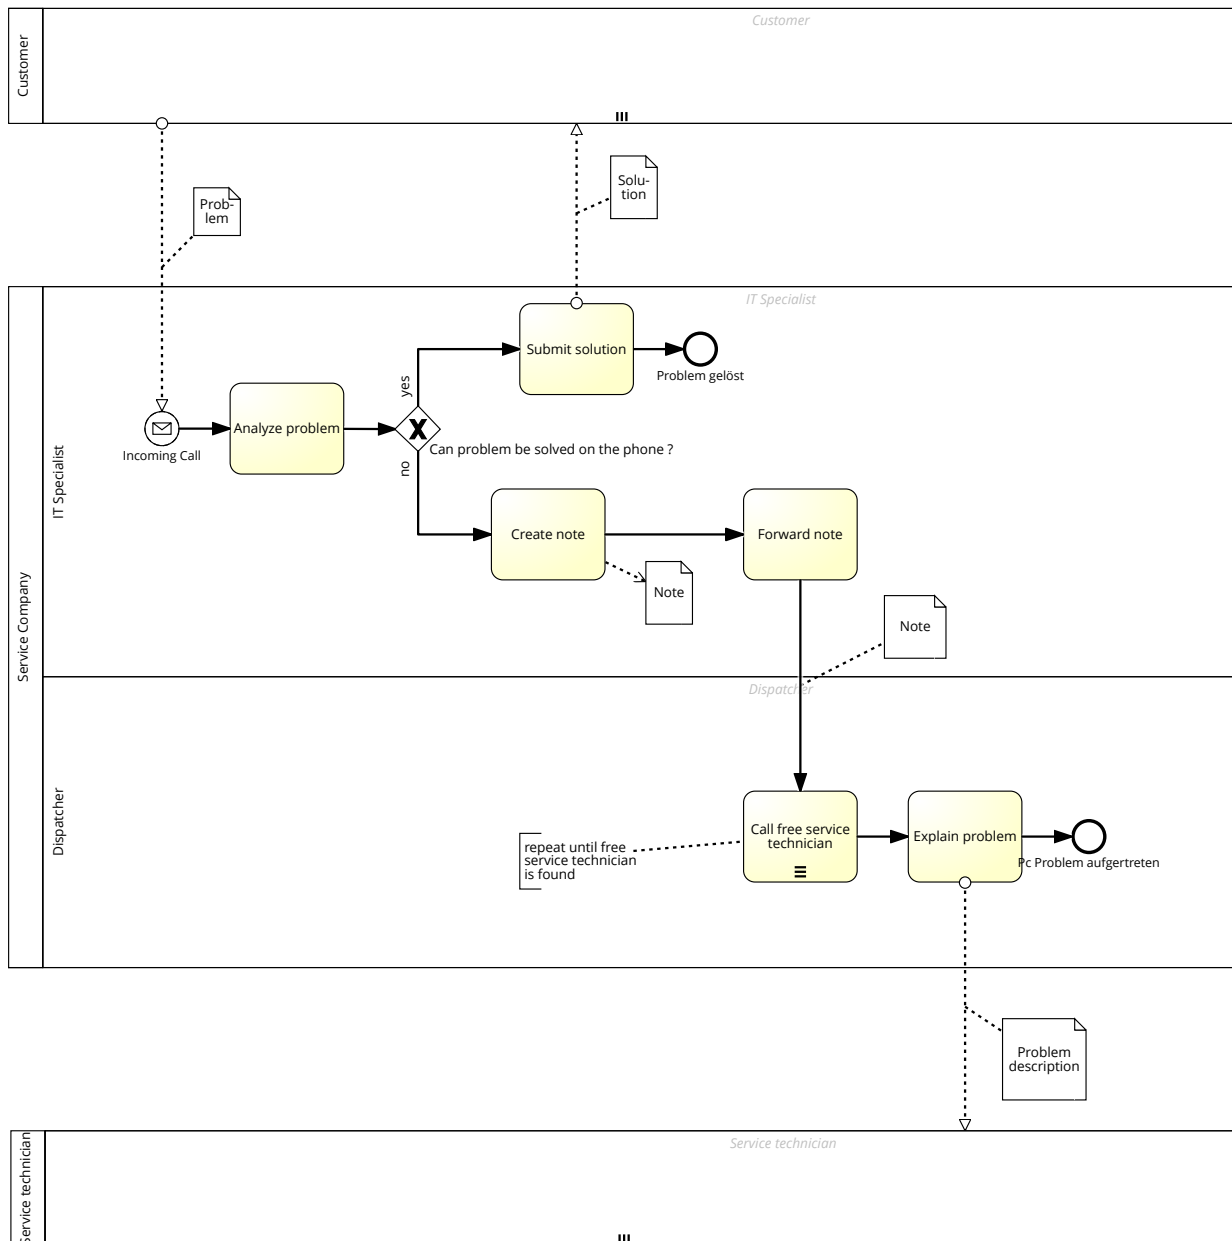 Customer
Customer
Prob-
lem
Solu-
tion
Service Company
IT Specialist
IT Specialist
Submit solution
Problem gelöst
yes
Analyze problem
Incoming Call
Can problem be solved on the phone ?
no
Create note
Forward note
Note
Note
Dispatcher
Dispatcher
Call free service
technician
Explain problem
Pc Problem aufgertreten
repeat until free
service technician
is found
Problem
description
Service technician
Service technician